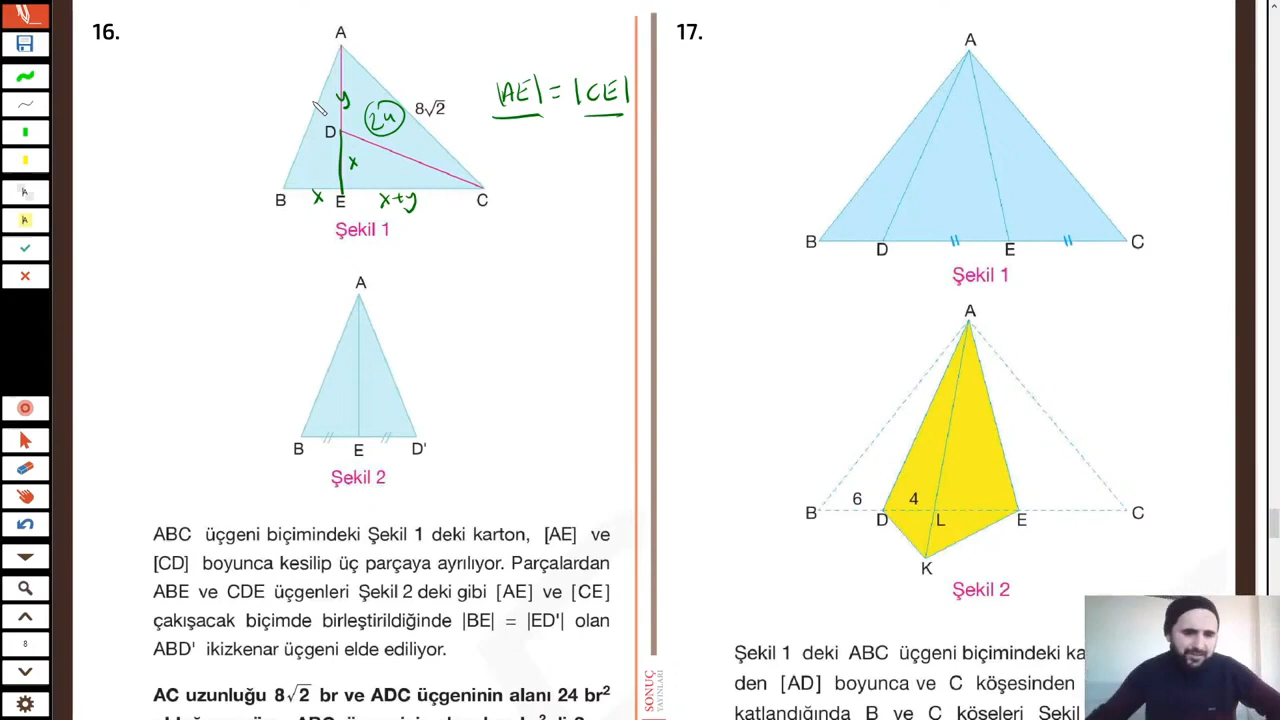 16.
A
y
24
8√2
|AE| = |CE|
D
x
B
x
E
x+y
C
Şekil 1
A
B
E
D'
Şekil 2
ABC üçgeni biçimindeki Şekil 1 deki karton, [AE] ve
[CD] boyunca kesilip üç parçaya ayrılıyor. Parçalardan
ABE ve CDE üçgenleri Şekil 2 deki gibi [AE] ve [CE]
çakışacak biçimde birleştirildiğinde |BE| = |ED'| olan
ABD' ikizkenar üçgeni elde ediliyor.
AC uzunluğu 8√2 br ve ADC üçgeninin alanı 24 br²
SONUÇ
YAYINLARI
17.
A
B
D
E
C
Şekil 1
A
B
6
D
4
L
E
C
K
Şekil 2
Şekil 1 deki ABC üçgeni biçimindeki
den [AD] boyunca ve C köşesinden
katlandığında B ve C köşeleri Şekil
8